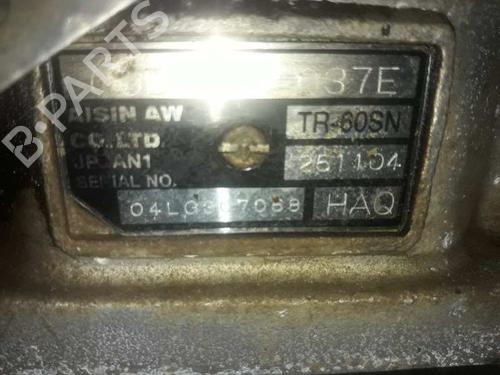 037E
AISIN AW
CO.,LTD
TR-60SN
JAPAN1
251104
SERIAL NO.
HAQ
B-PARTS